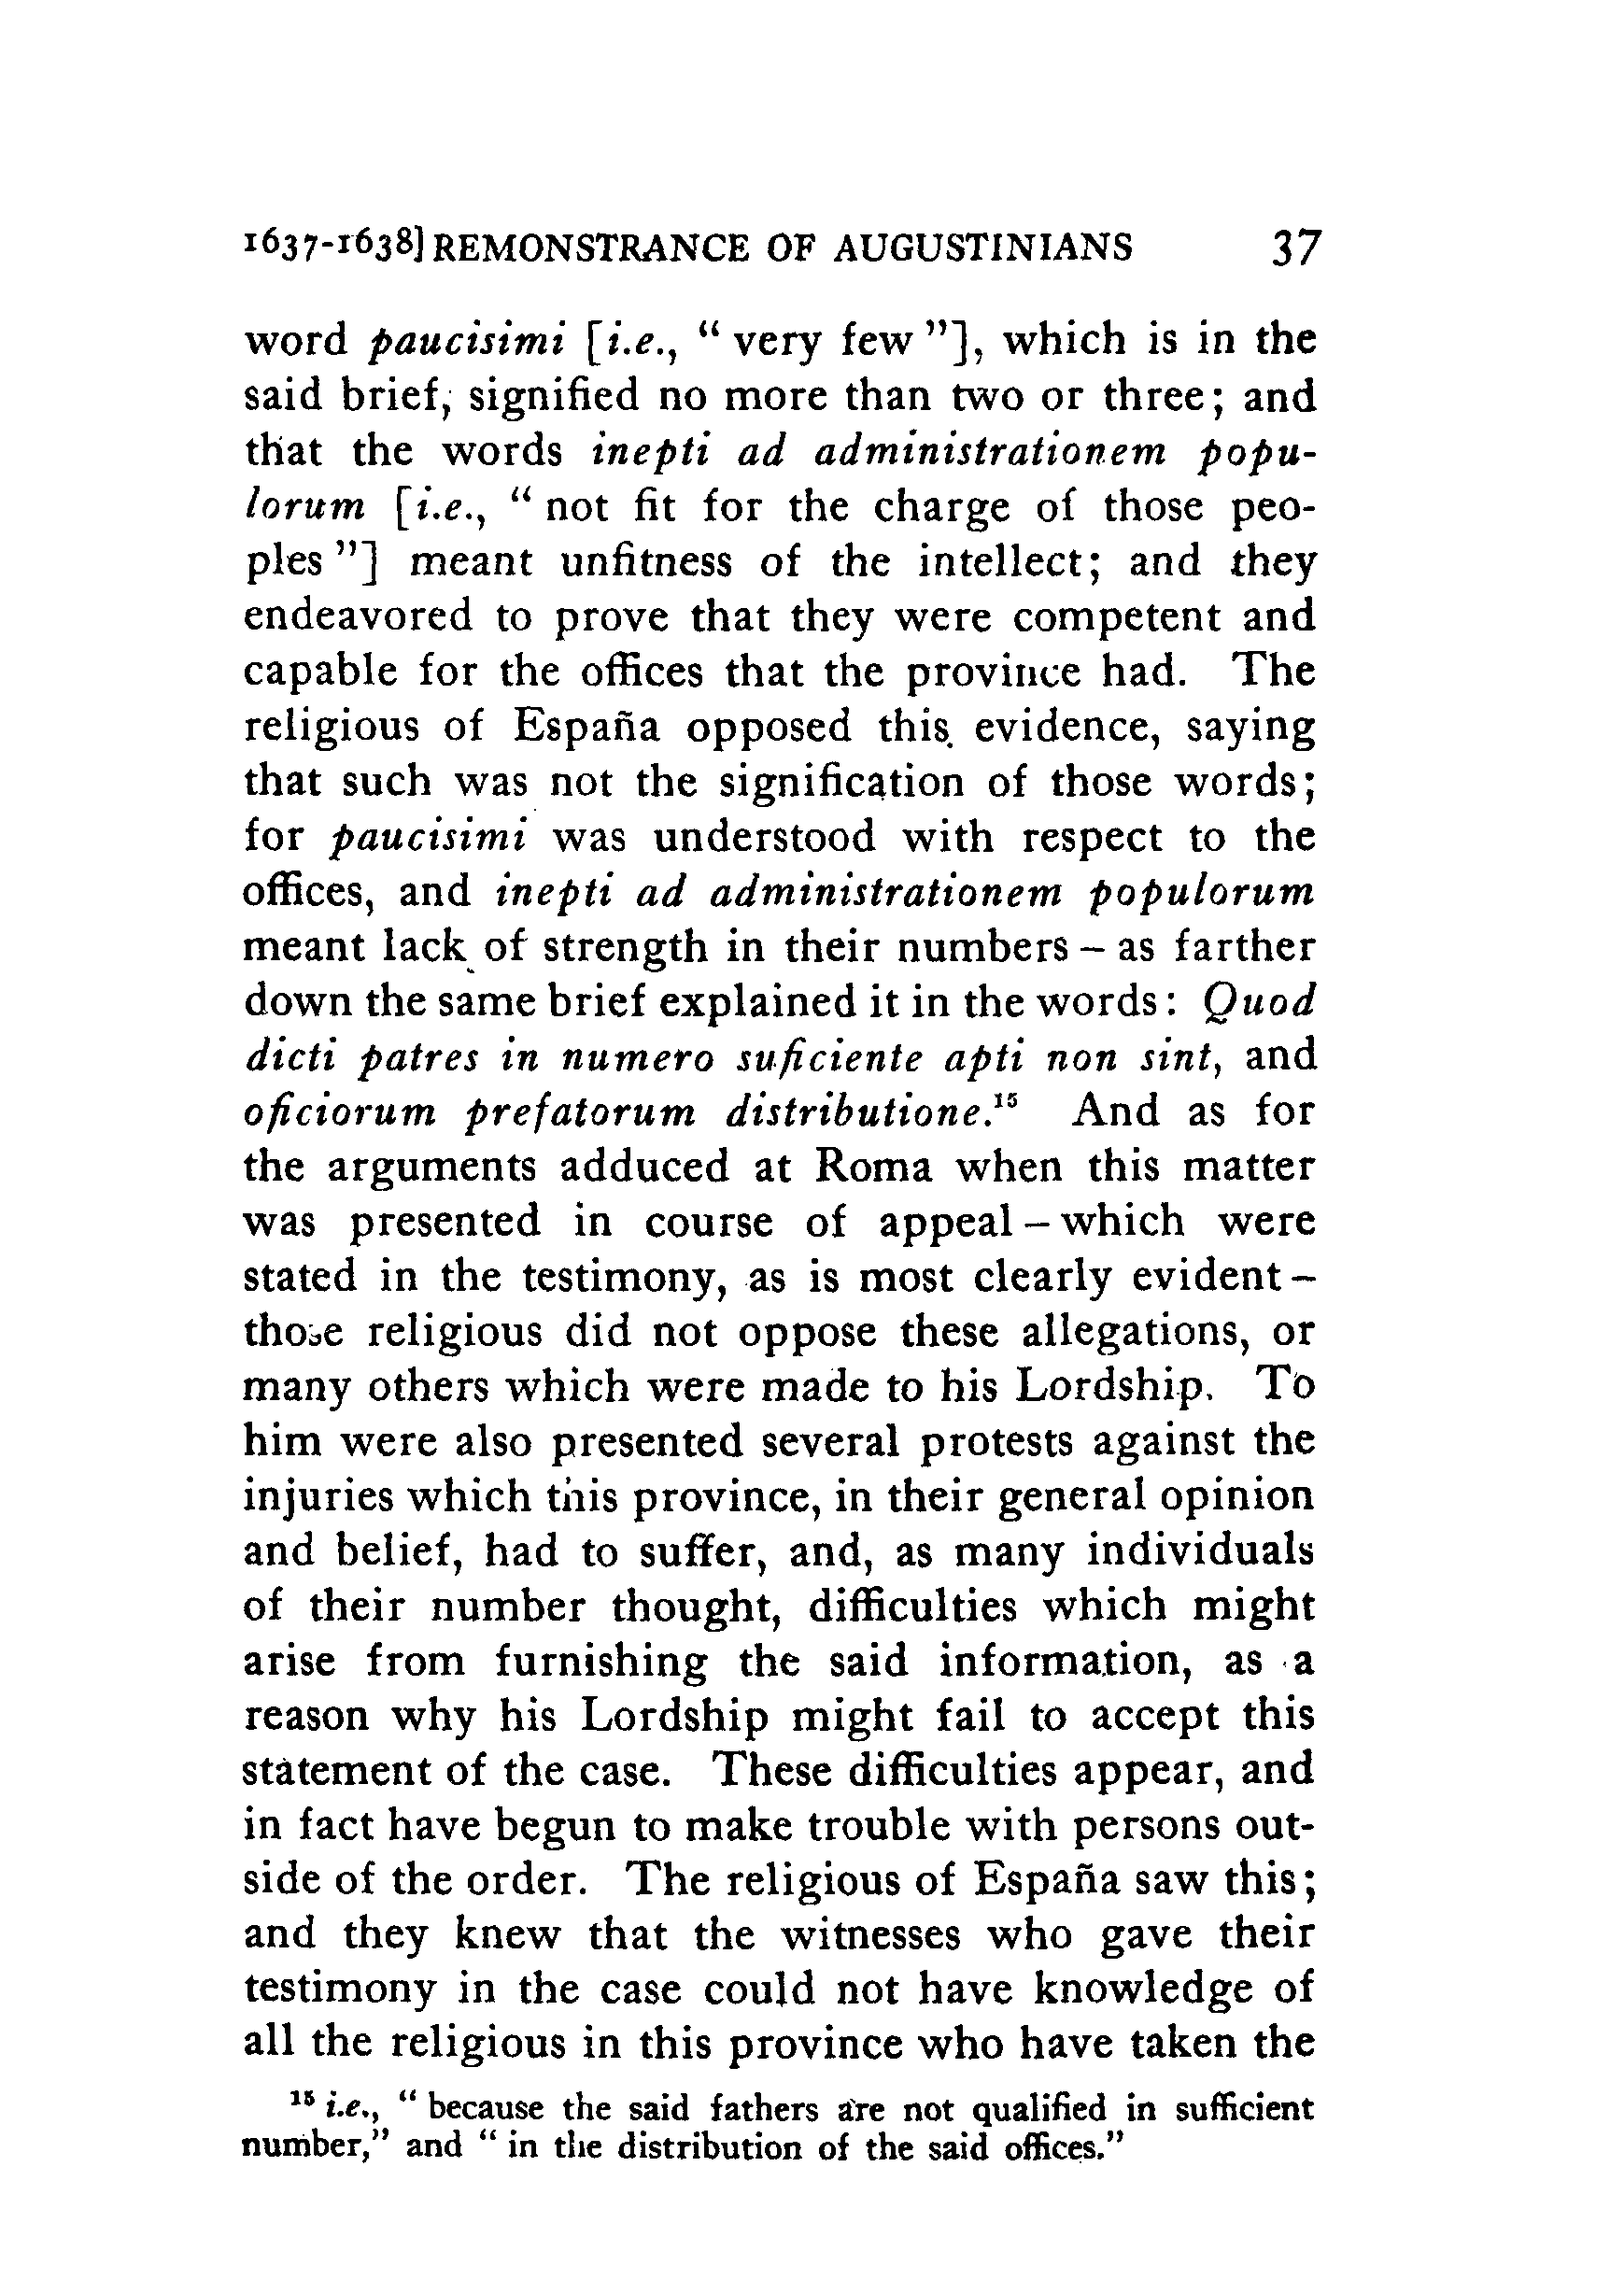 1637-1638] REMONSTRANCE OF AUGUSTINIANS 37
word paucisimi [i.e., " very few "], which is in the
said brief, signified no more than two or three; and
that the words inepti ad administrationem popu-
lorum [i.e., " not fit for the charge of those peo-
ples "] meant unfitness of the intellect; and they
endeavored to prove that they were competent and
capable for the offices that the province had. The
religious of España opposed this evidence, saying
that such was not the signification of those words;
for paucisimi was understood with respect to the
offices, and inepti ad administrationem populorum
meant lack of strength in their numbers – as farther
down the same brief explained it in the words: Quod
dicti patres in numero suficiente apti non sint, and
oficiorum prefatorum distributione.¹⁵ And as for
the arguments adduced at Roma when this matter
was presented in course of appeal – which were
stated in the testimony, as is most clearly evident –
those religious did not oppose these allegations, or
many others which were made to his Lordship. To
him were also presented several protests against the
injuries which this province, in their general opinion
and belief, had to suffer, and, as many individuals
of their number thought, difficulties which might
arise from furnishing the said information, as a
reason why his Lordship might fail to accept this
statement of the case. These difficulties appear, and
in fact have begun to make trouble with persons out-
side of the order. The religious of España saw this;
and they knew that the witnesses who gave their
testimony in the case could not have knowledge of
all the religious in this province who have taken the
¹⁵ i.e., " because the said fathers are not qualified in sufficient
number," and " in the distribution of the said offices."